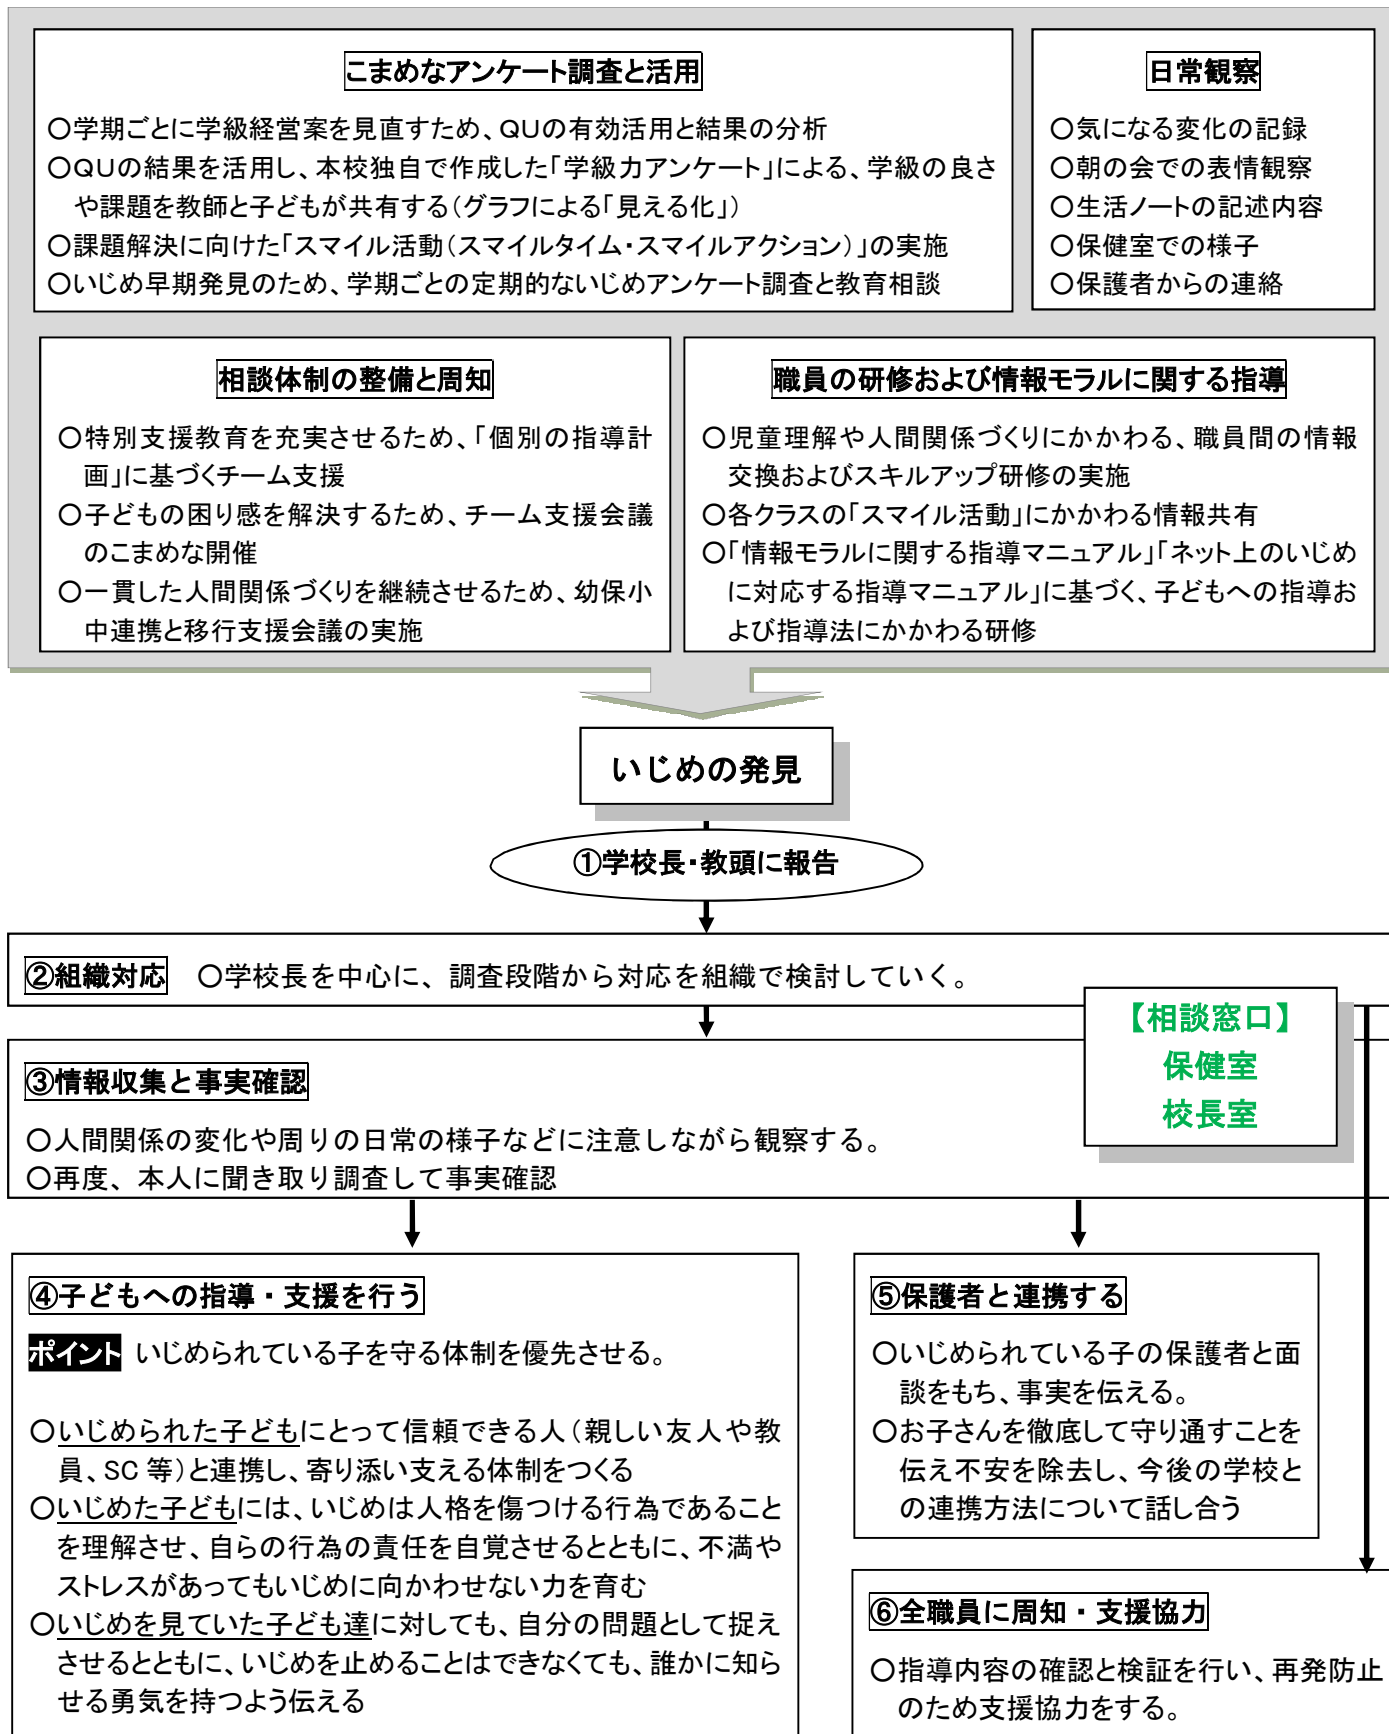 こまめなアンケート調査と活用
〇学期ごとに学級経営案を見直すため、QUの有効活用と結果の分析
〇QUの結果を活用し、本校独自で作成した「学級力アンケート」による、学級の良さ
や課題を教師と子どもが共有する(グラフによる「見える化」)
〇課題解決に向けた「スマイル活動(スマイルタイム・スマイルアクション)」の実施
〇いじめ早期発見のため、学期ごとの定期的ないじめアンケート調査と教育相談
日常観察
〇気になる変化の記録
〇朝の会での表情観察
〇生活ノートの記述内容
〇保健室での様子
〇保護者からの連絡
相談体制の整備と周知
〇特別支援教育を充実させるため、「個別の指導計
画」に基づくチーム支援
〇子どもの困り感を解決するため、チーム支援会議
のこまめな開催
〇一貫した人間関係づくりを継続させるため、幼保小
中連携と移行支援会議の実施
職員の研修および情報モラルに関する指導
〇児童理解や人間関係づくりにかかわる、職員間の情報
交換およびスキルアップ研修の実施
〇各クラスの「スマイル活動」にかかわる情報共有
〇「情報モラルに関する指導マニュアル」「ネット上のいじめ
に対応する指導マニュアル」に基づく、子どもへの指導お
よび指導法にかかわる研修
いじめの発見
①学校長・教頭に報告
②組織対応 〇学校長を中心に、調査段階から対応を組織で検討していく。
【相談窓口】
保健室
校長室
③情報収集と事実確認
〇人間関係の変化や周りの日常の様子などに注意しながら観察する。
〇再度、本人に聞き取り調査して事実確認
④子どもへの指導・支援を行う
ポイント いじめられている子を守る体制を優先させる。
〇いじめられた子どもにとって信頼できる人(親しい友人や教
員、SC 等)と連携し、寄り添い支える体制をつくる
〇いじめた子どもには、いじめは人格を傷つける行為であること
を理解させ、自らの行為の責任を自覚させるとともに、不満や
ストレスがあってもいじめに向かわせない力を育む
〇いじめを見ていた子ども達に対しても、自分の問題として捉え
させるとともに、いじめを止めることはできなくても、誰かに知ら
せる勇気を持つよう伝える
⑤保護者と連携する
〇いじめられている子の保護者と面
談をもち、事実を伝える。
〇お子さんを徹底して守り通すことを
伝え不安を除去し、今後の学校と
の連携方法について話し合う
⑥全職員に周知・支援協力
〇指導内容の確認と検証を行い、再発防止
のため支援協力をする。